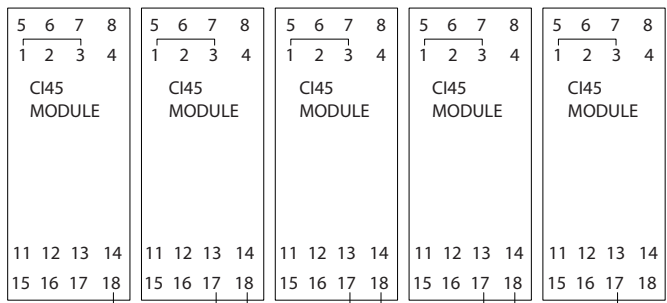 5 6 7 8 5 6 7 8 5 6 7 8 5 6 7 8 5 6 7 8
1 2 3 4 1 2 3 4 1 2 3 4 1 2 3 4 1 2 3 4
CI45 CI45 CI45 CI45 CI45
MODULE MODULE MODULE MODULE MODULE
11 12 13 14 11 12 13 14 11 12 13 14 11 12 13 14 11 12 13 14
15 16 17 18 15 16 17 18 15 16 17 18 15 16 17 18 15 16 17 18